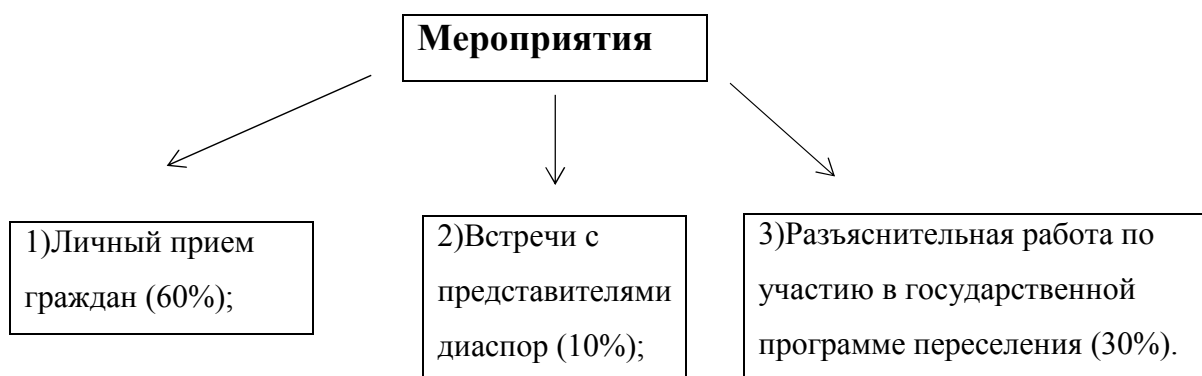 Мероприятия
1)Личный прием
граждан (60%);
2)Встречи с
представителями
диаспор (10%);
3)Разъяснительная работа по
участию в государственной
программе переселения (30%).